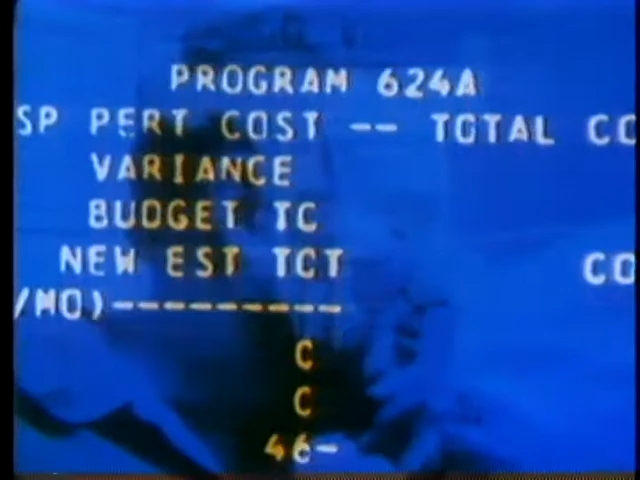 PROGRAM 624A
SP PERT COST -- TOTAL CO
VARIANCE
BUDGET TC
NEW EST TCT CO
/MO)---------
C
C
46-